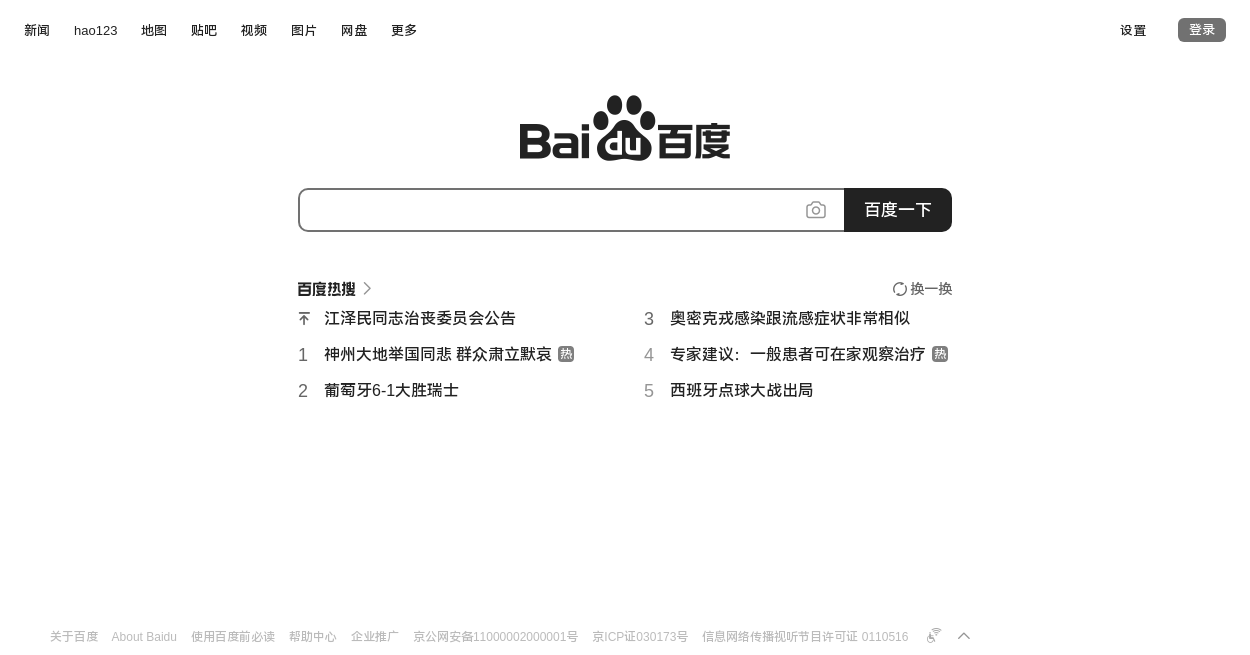 新闻 hao123 地图 贴吧 视频 图片 网盘 更多 设置 登录
Bai du 百度
百度一下
百度热搜 换一换
江泽民同志治丧委员会公告
1 神州大地举国同悲 群众肃立默哀 热
2 葡萄牙6-1大胜瑞士
3 奥密克戎感染跟流感症状非常相似
4 专家建议：一般患者可在家观察治疗 热
5 西班牙点球大战出局
关于百度 About Baidu 使用百度前必读 帮助中心 企业推广 京公网安备11000002000001号 京ICP证030173号 信息网络传播视听节目许可证 0110516